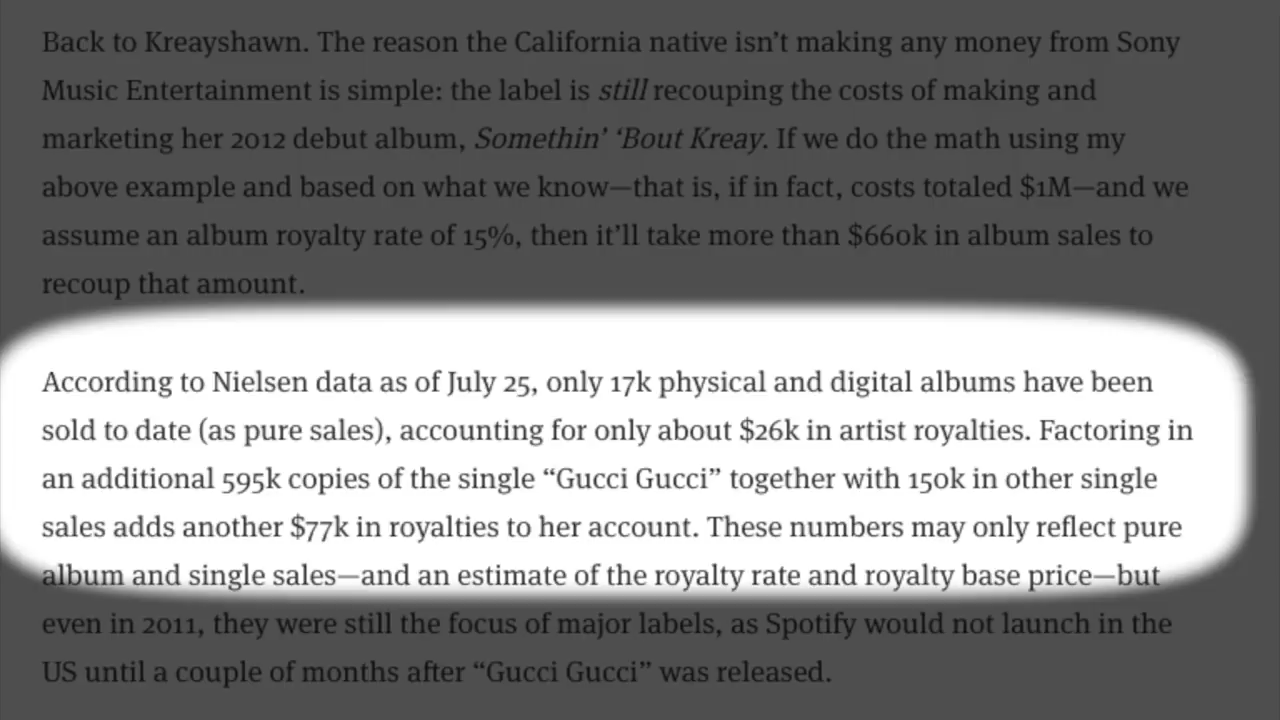 Back to Kreayshawn. The reason the California native isn’t making any money from Sony
Music Entertainment is simple: the label is still recouping the costs of making and
marketing her 2012 debut album, Somethin’ ‘Bout Kreay. If we do the math using my
above example and based on what we know—that is, if in fact, costs totaled $1M—and we
assume an album royalty rate of 15%, then it’ll take more than $660k in album sales to
recoup that amount.
According to Nielsen data as of July 25, only 17k physical and digital albums have been
sold to date (as pure sales), accounting for only about $26k in artist royalties. Factoring in
an additional 595k copies of the single “Gucci Gucci” together with 150k in other single
sales adds another $77k in royalties to her account. These numbers may only reflect pure
album and single sales—and an estimate of the royalty rate and royalty base price—but
even in 2011, they were still the focus of major labels, as Spotify would not launch in the
US until a couple of months after “Gucci Gucci” was released.